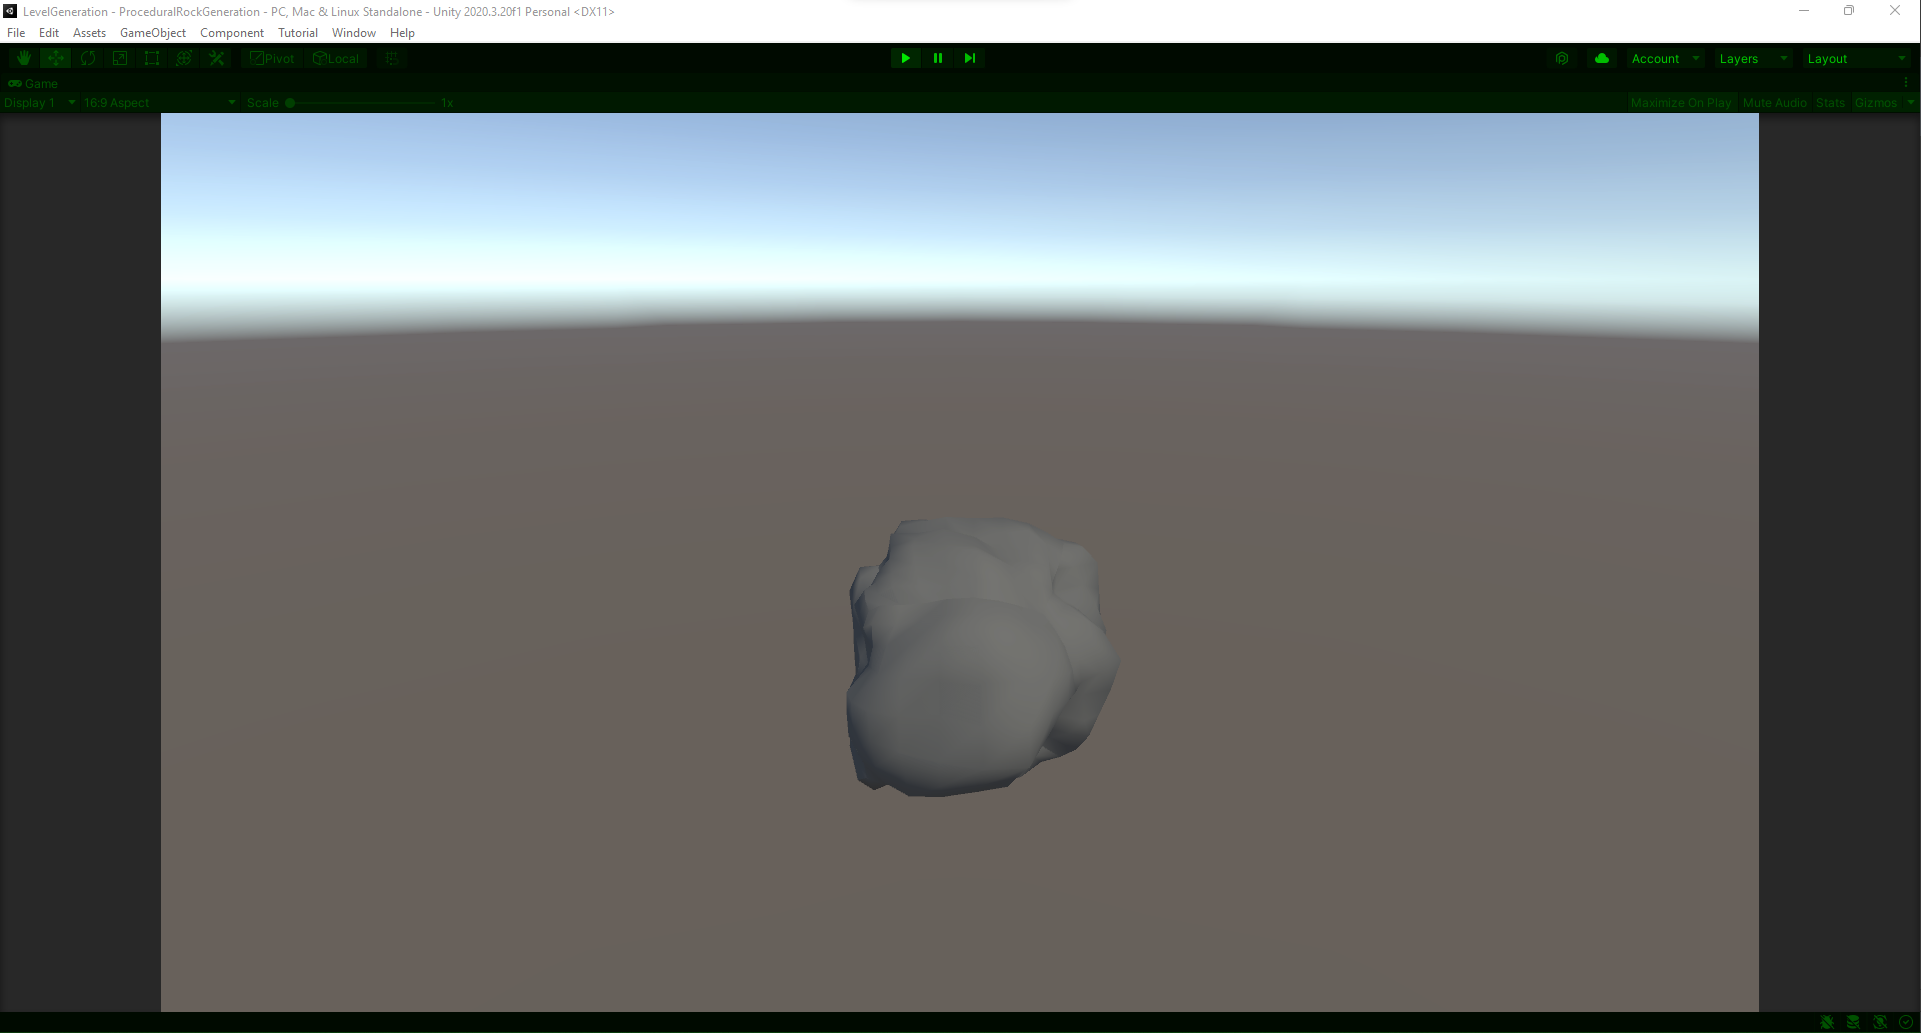 LevelGeneration - ProceduralRockGeneration - PC, Mac & Linux Standalone - Unity 2020.3.20f1 Personal <DX11>
File Edit Assets GameObject Component Tutorial Window Help
Pivot Local Account Layers Layout
Game
Display 1 16:9 Aspect Scale 1x Maximize On Play Mute Audio Stats Gizmos